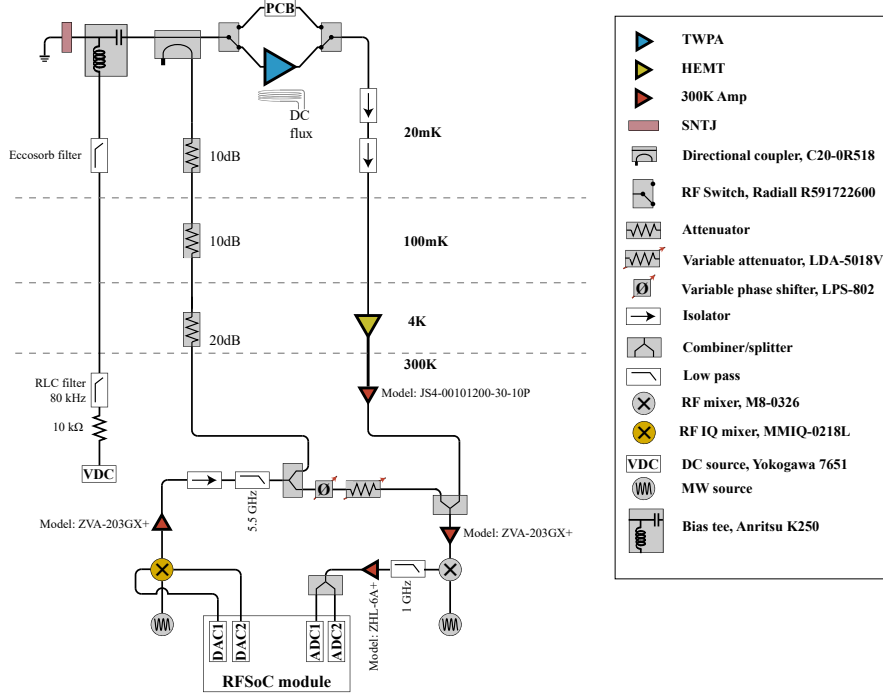 PCB
DC
flux
20mK
Eccosorb filter
10dB
10dB
100mK
20dB
4K
300K
RLC filter
80 kHz
Model: JS4-00101200-30-10P
10 kΩ
VDC
5.5 GHz
Ø
Model: ZVA-203GX+
Model: ZVA-203GX+
Model: ZHL-6A+
1 GHz
MW
MW
DAC1
DAC2
ADC1
ADC2
RFSoC module
TWPA
HEMT
300K Amp
SNTJ
Directional coupler, C20-0R518
RF Switch, Radiall R591722600
Attenuator
Variable attenuator, LDA-5018V
Ø Variable phase shifter, LPS-802
Isolator
Combiner/splitter
Low pass
RF mixer, M8-0326
RF IQ mixer, MMIQ-0218L
VDC DC source, Yokogawa 7651
MW source
Bias tee, Anritsu K250